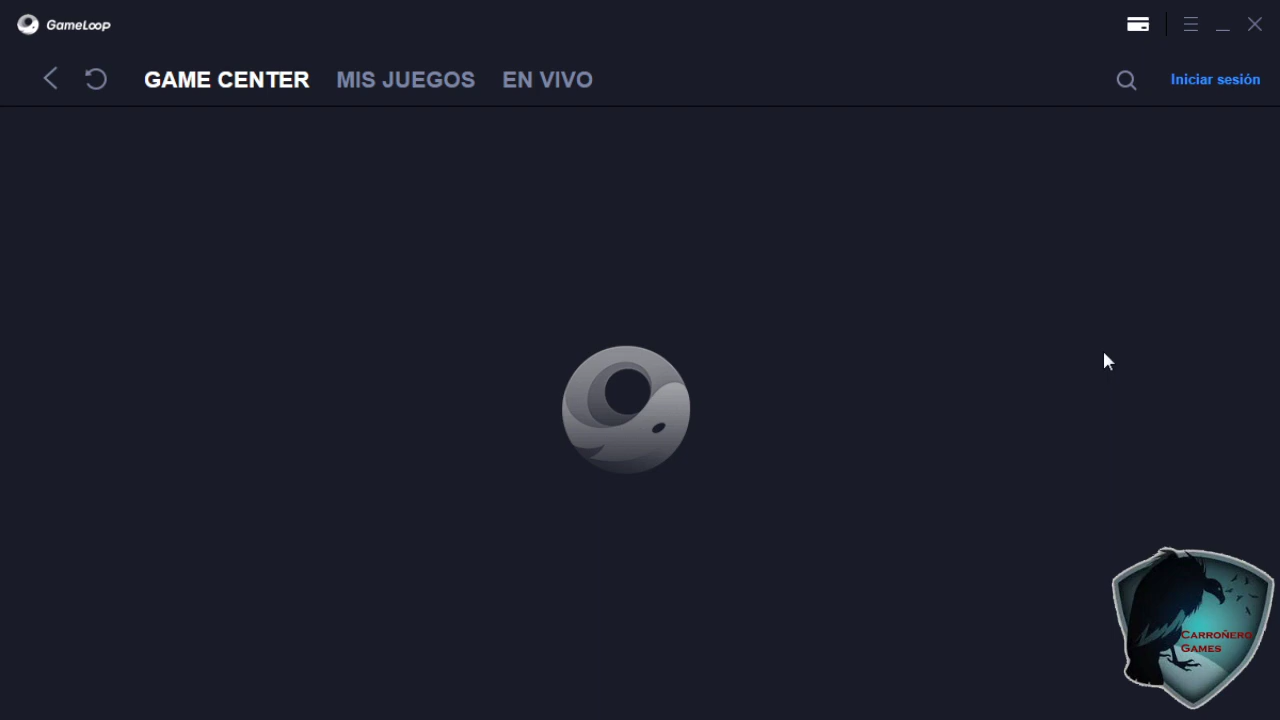 GameLoop
GAME CENTER MIS JUEGOS EN VIVO Iniciar sesión
CARROÑERO
GAMES